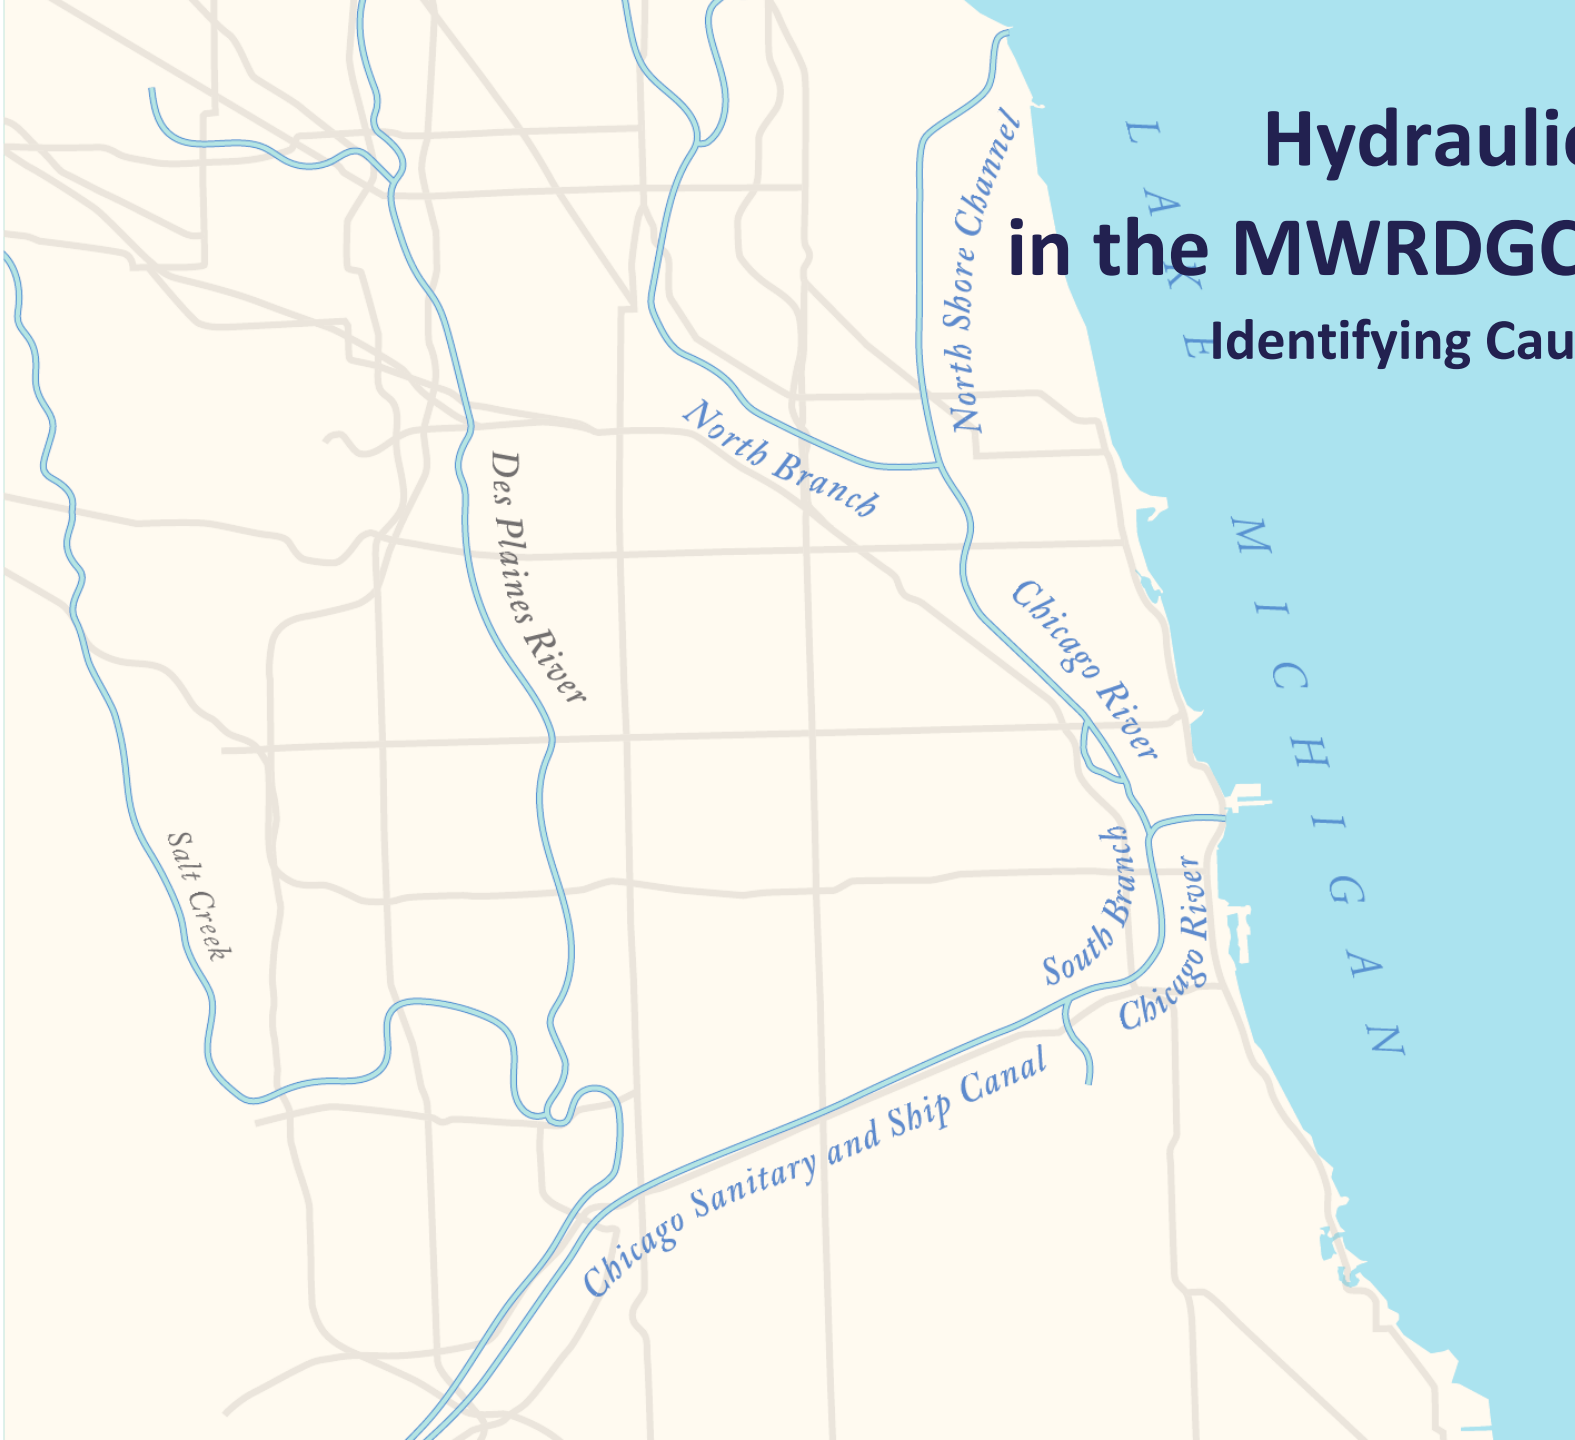 Hydraulic
in the MWRDGC
Identifying Cau
LAKE
MICHIGAN
North Shore Channel
North Branch
Des Plaines River
Chicago River
Salt Creek
South Branch
Chicago River
Chicago Sanitary and Ship Canal